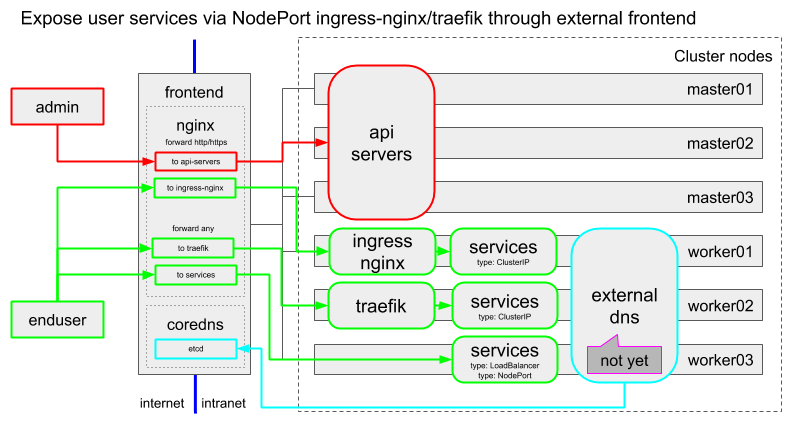 Expose user services via NodePort ingress-nginx/traefik through external frontend
Cluster nodes
frontend
admin
nginx
forward http/https
to api-servers
to ingress-nginx
forward any
to traefik
to services
enduser
coredns
etcd
internet
intranet
api
servers
master01
master02
master03
ingress
nginx
services
type: ClusterIP
worker01
traefik
services
type: ClusterIP
worker02
services
type: LoadBalancer
type: NodePort
worker03
external
dns
not yet